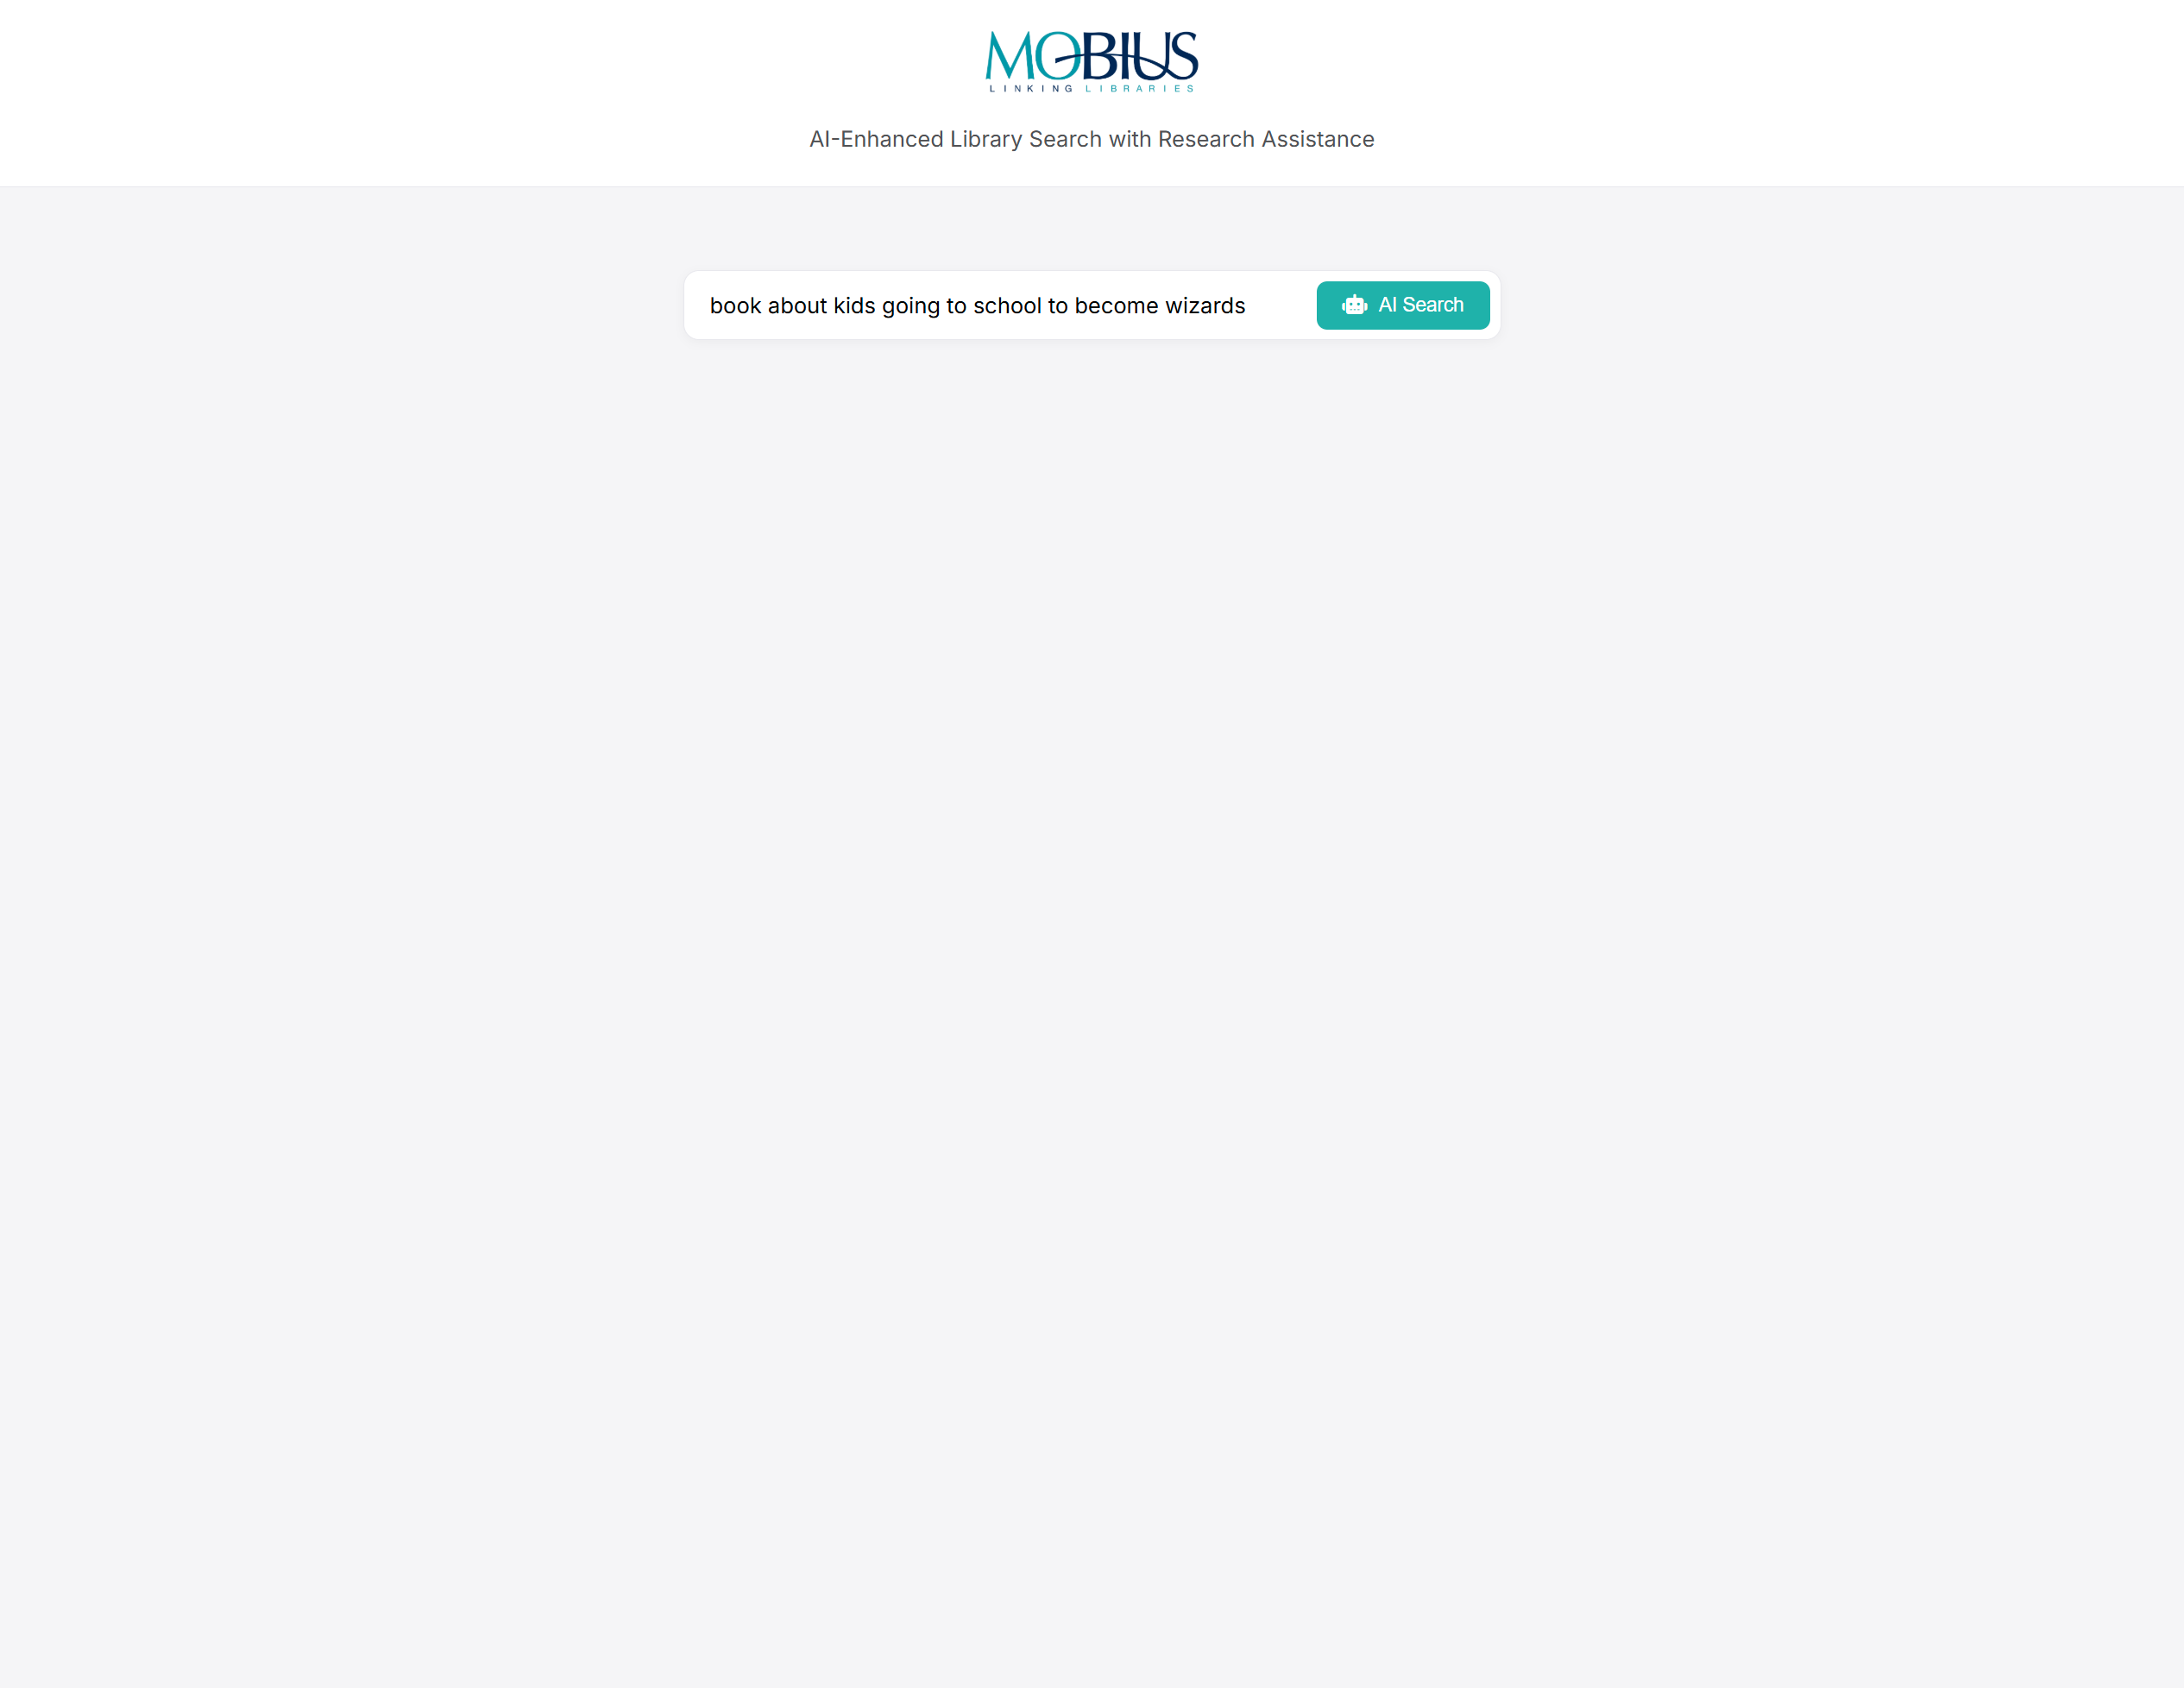 MOBIUS
LINKING LIBRARIES
AI-Enhanced Library Search with Research Assistance
book about kids going to school to become wizards
AI Search